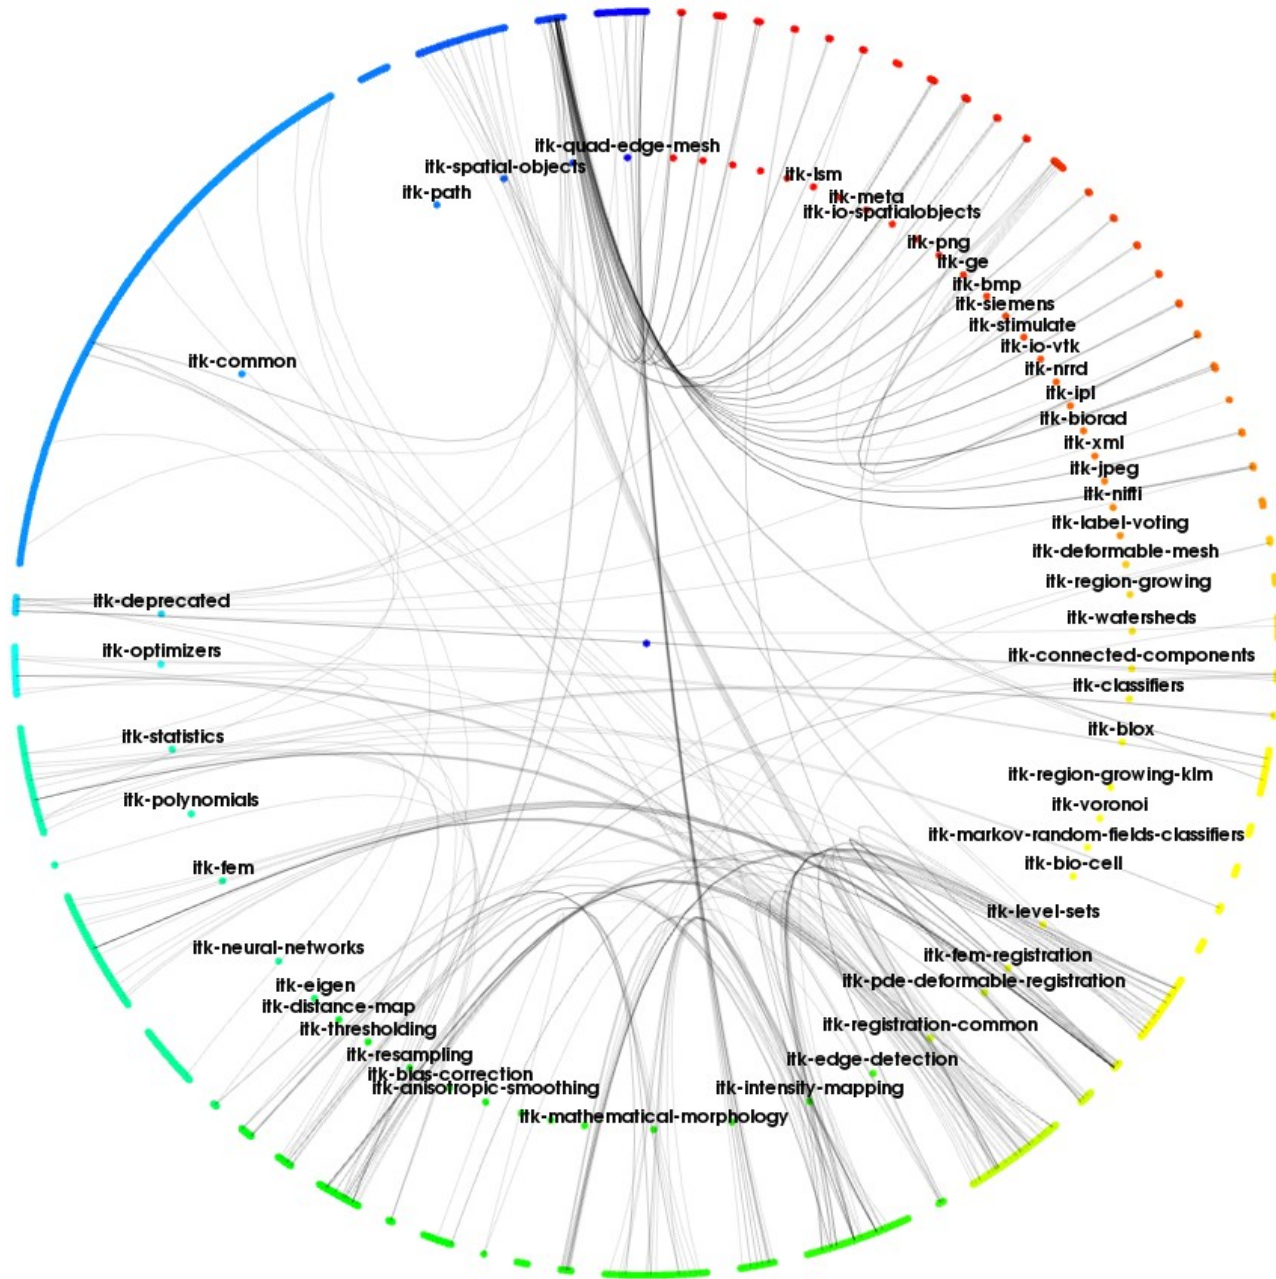 itk-quad-edge-mesh
itk-spatial-objects
itk-lsm
itk-path
itk-meta
itk-io-spatialobjects
itk-png
itk-ge
itk-bmp
itk-siemens
itk-stimulate
itk-io-vtk
itk-common
itk-nrrd
itk-ipl
itk-biorad
itk-xml
itk-jpeg
itk-nifti
itk-label-voting
itk-deformable-mesh
itk-region-growing
itk-deprecated
itk-watersheds
itk-optimizers
itk-connected-components
itk-classifiers
itk-blox
itk-statistics
itk-region-growing-klm
itk-polynomials
itk-voronoi
itk-markov-random-fields-classifiers
itk-bio-cell
itk-fem
itk-level-sets
itk-neural-networks
itk-fem-registration
itk-pde-deformable-registration
itk-eigen
itk-distance-map
itk-registration-common
itk-thresholding
itk-resampling
itk-edge-detection
itk-bias-correction
itk-anisotropic-smoothing
itk-intensity-mapping
itk-mathematical-morphology